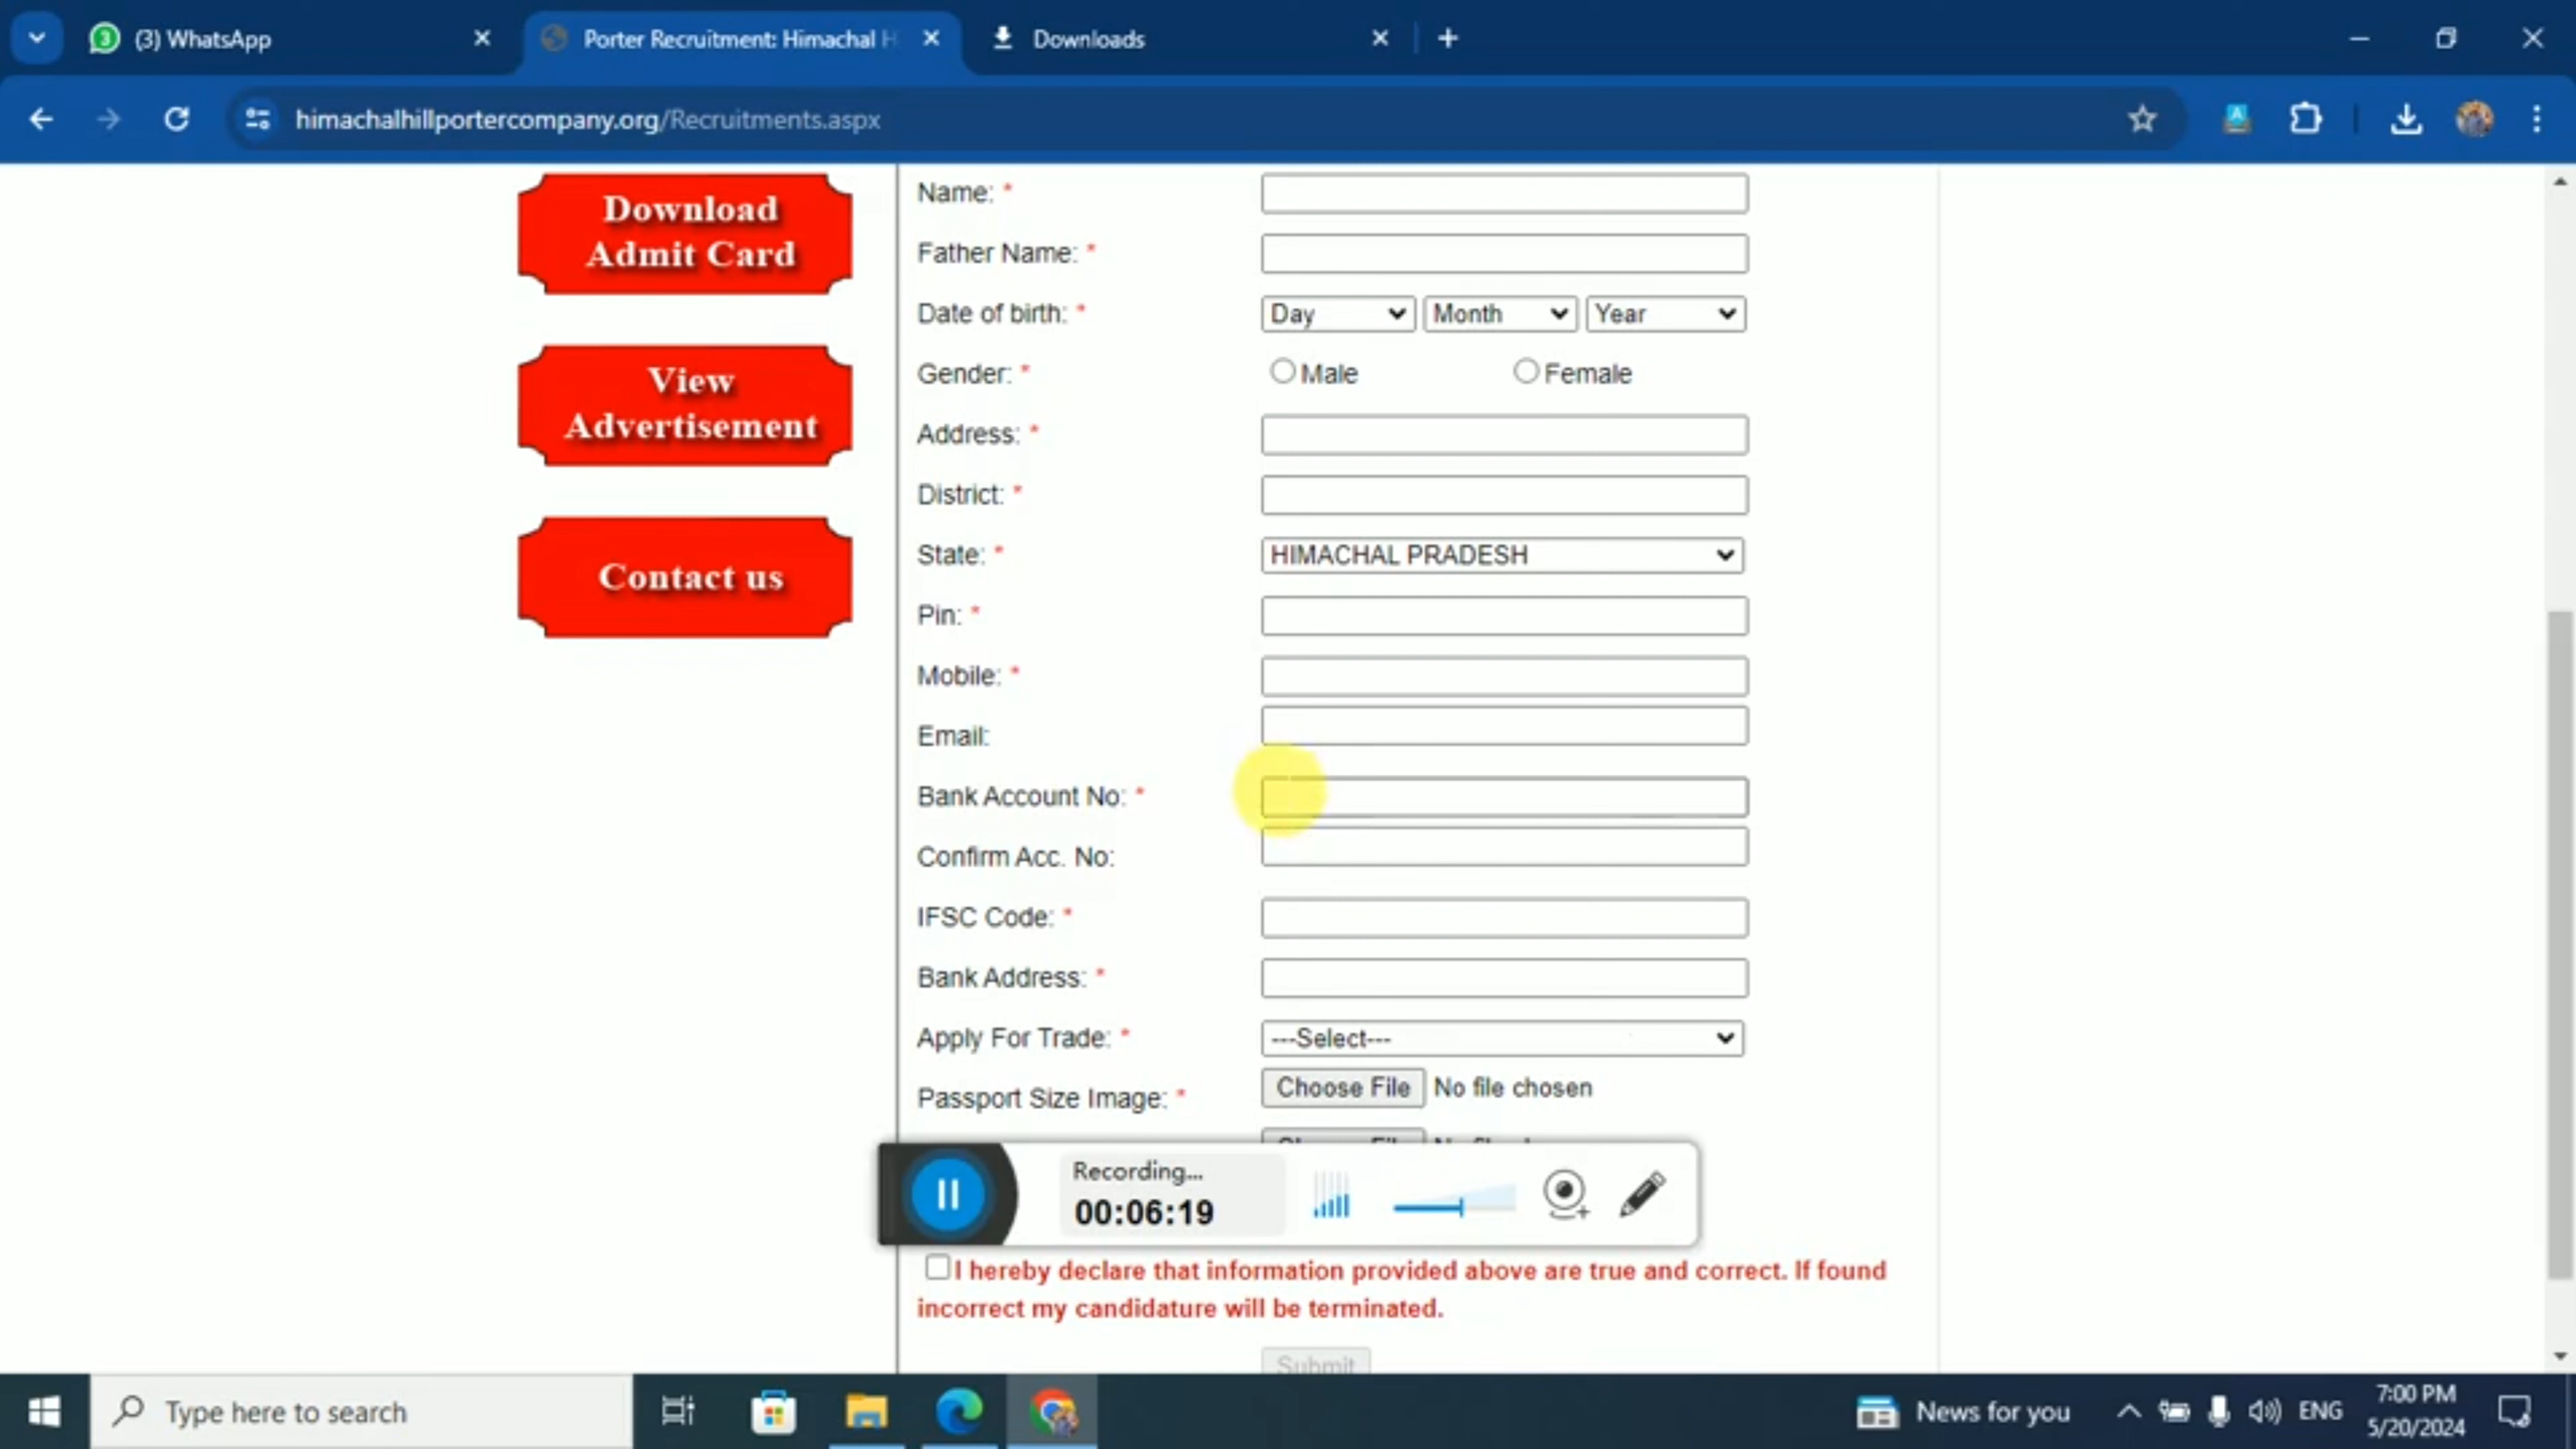 (3) WhatsApp
Porter Recruitment: Himachal H
Downloads
himachalhillportercompany.org/Recruitments.aspx
Download
Admit Card
View
Advertisement
Contact us
Name: *
Father Name: *
Date of birth: * Day Month Year
Gender: * Male Female
Address: *
District: *
State: * HIMACHAL PRADESH
Pin: *
Mobile: *
Email:
Bank Account No: *
Confirm Acc. No:
IFSC Code: *
Bank Address: *
Apply For Trade: * ---Select---
Passport Size Image: * Choose File No file chosen
Recording...
00:06:19
I hereby declare that information provided above are true and correct. If found
incorrect my candidature will be terminated.
Submit
Type here to search
News for you
ENG
7:00 PM
5/20/2024